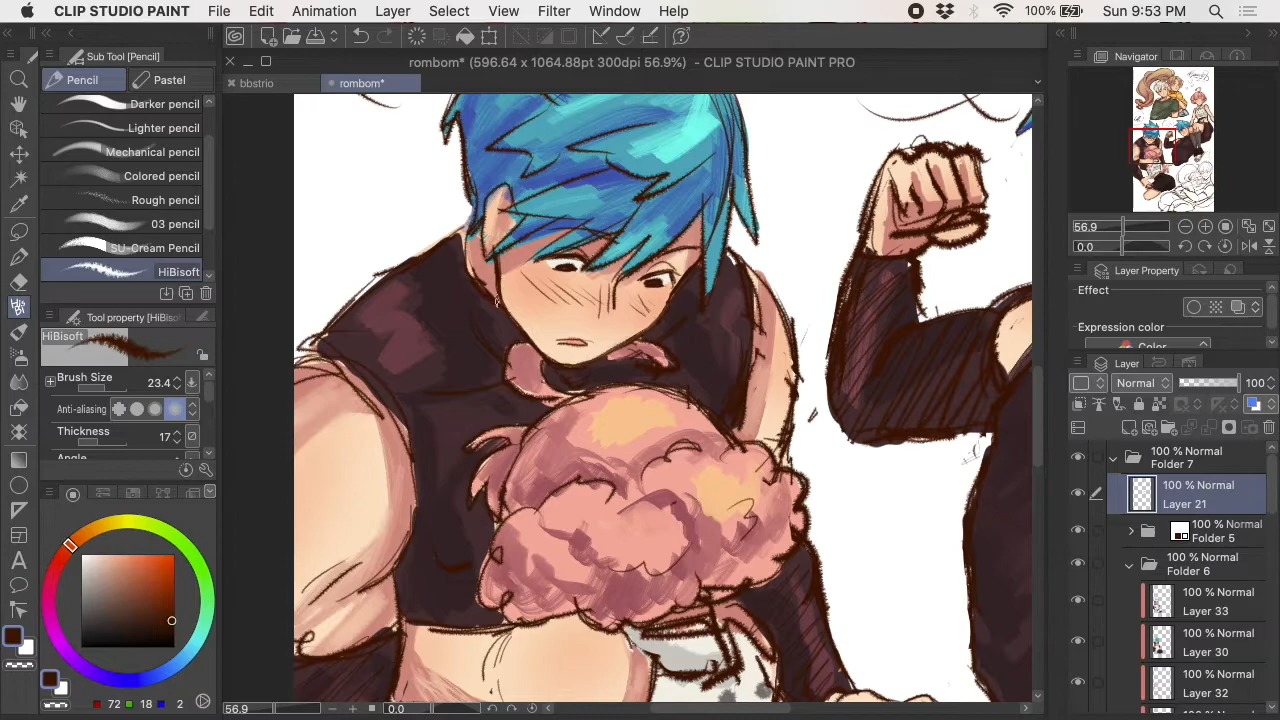 CLIP STUDIO PAINT File Edit Animation Layer Select View Filter Window Help 100% Sun 9:53 PM
Sub Tool [Pencil]
rombom* (596.64 x 1064.88pt 300dpi 56.9%) - CLIP STUDIO PAINT PRO
Navigator
Pencil Pastel
bbstrio rombom*
Darker pencil
Lighter pencil
Mechanical pencil
Colored pencil
Rough pencil
03 pencil
SU-Cream Pencil
HiBisoft
Tool property [HiBisof
HiBisoft
Brush Size 23.4
Anti-aliasing
Thickness 17
Angle
72 18 2
56.9 0.0
56.9
0.0
Layer Property
Effect
Expression color
Color
Layer
Normal 100
100 % Normal
Folder 7
100 % Normal
Layer 21
100 % Normal
Folder 5
100 % Normal
Folder 6
100 % Normal
Layer 33
100 % Normal
Layer 30
100 % Normal
Layer 32